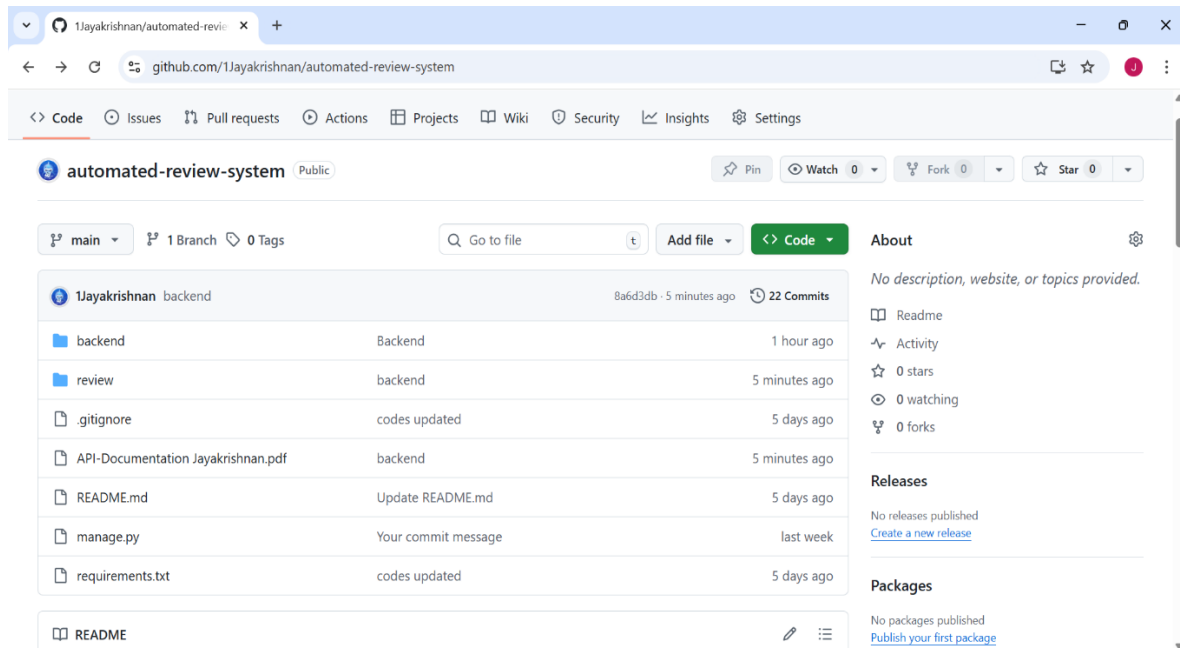 1Jayakrishnan/automated-revie
github.com/1Jayakrishnan/automated-review-system
J
Code Issues Pull requests Actions Projects Wiki Security Insights Settings
automated-review-system Public Pin Watch 0 Fork 0 Star 0
main 1 Branch 0 Tags Go to file t Add file Code
1Jayakrishnan backend 8a6d3db · 5 minutes ago 22 Commits
backend Backend 1 hour ago
review backend 5 minutes ago
.gitignore codes updated 5 days ago
API-Documentation Jayakrishnan.pdf backend 5 minutes ago
README.md Update README.md 5 days ago
manage.py Your commit message last week
requirements.txt codes updated 5 days ago
README
About
No description, website, or topics provided.
Readme
Activity
0 stars
0 watching
0 forks
Releases
No releases published
Create a new release
Packages
No packages published
Publish your first package